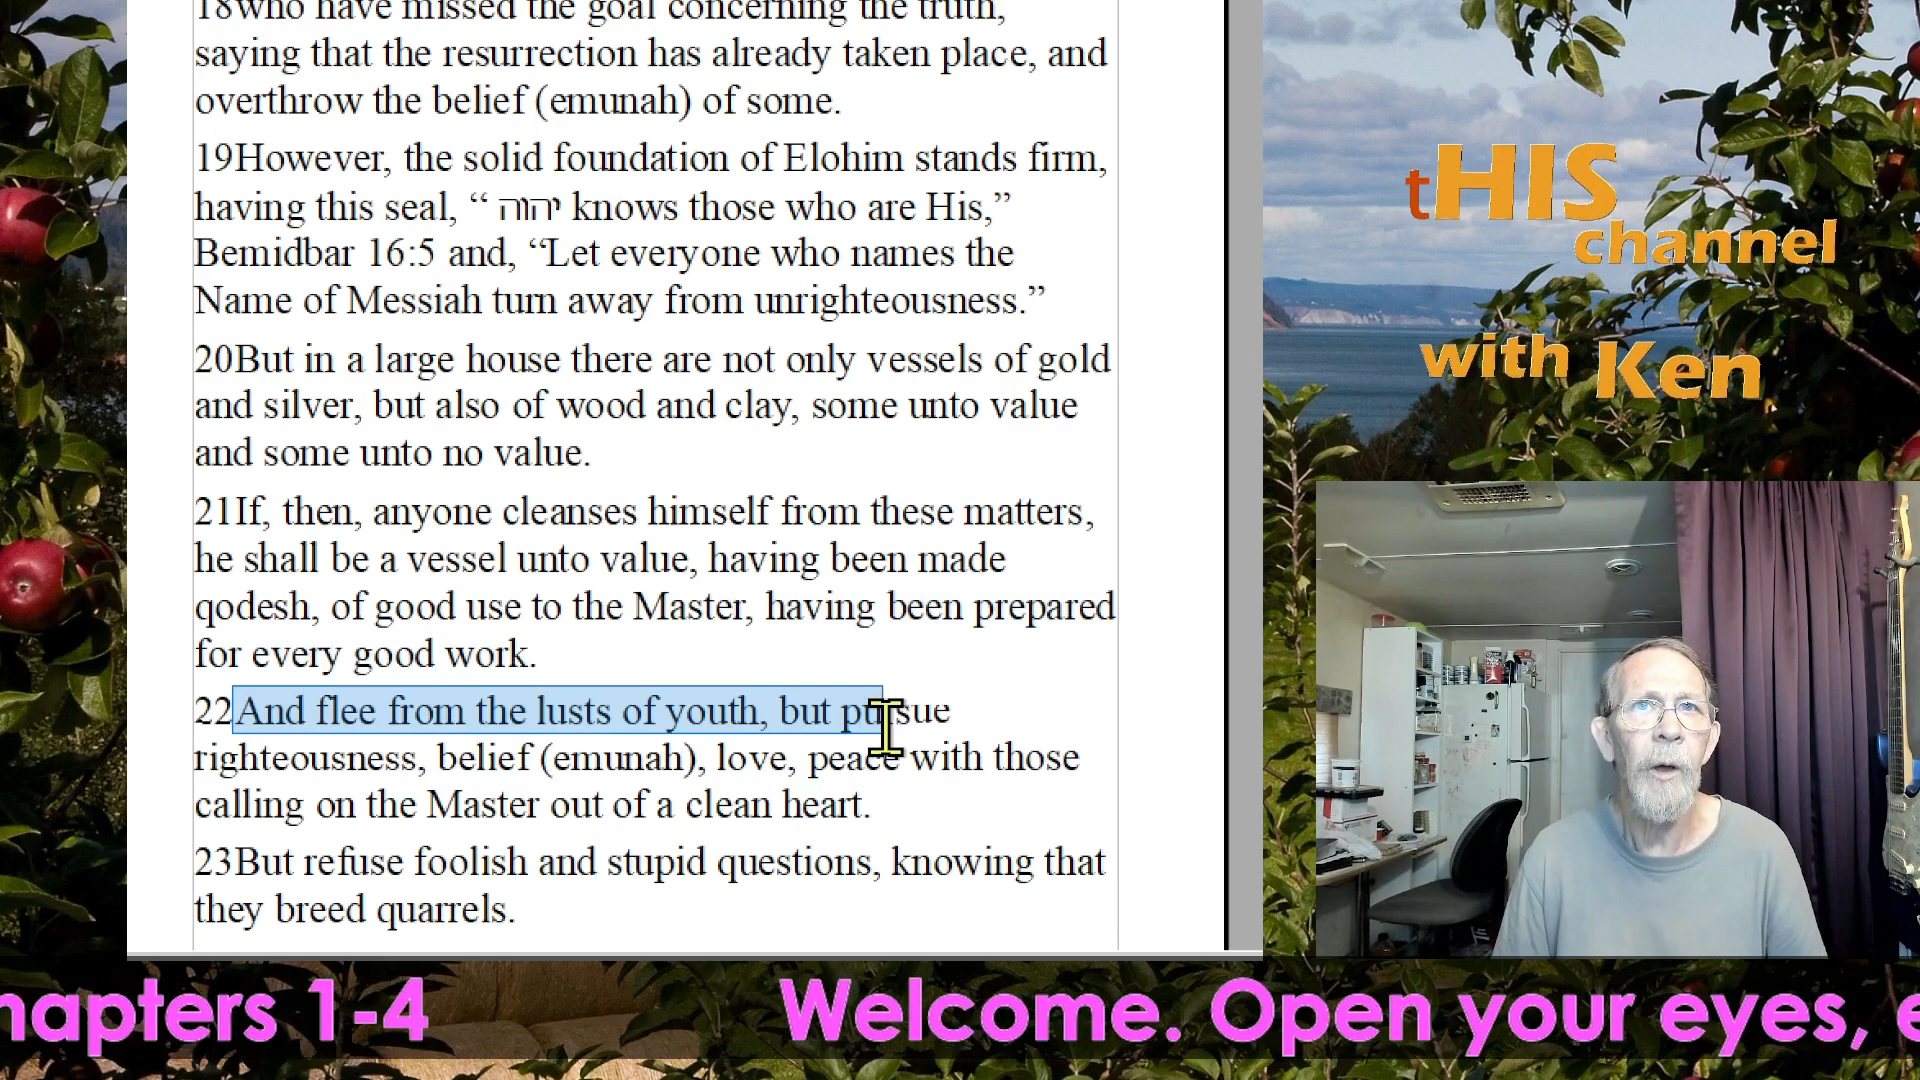 18who have missed the goal concerning the truth,
saying that the resurrection has already taken place, and
overthrow the belief (emunah) of some.
19However, the solid foundation of Elohim stands firm,
having this seal, “ יהוה knows those who are His,”
Bemidbar 16:5 and, “Let everyone who names the
Name of Messiah turn away from unrighteousness.”
20But in a large house there are not only vessels of gold
and silver, but also of wood and clay, some unto value
and some unto no value.
21If, then, anyone cleanses himself from these matters,
he shall be a vessel unto value, having been made
qodesh, of good use to the Master, having been prepared
for every good work.
22And flee from the lusts of youth, but pursue
righteousness, belief (emunah), love, peace with those
calling on the Master out of a clean heart.
23But refuse foolish and stupid questions, knowing that
they breed quarrels.
tHIS
channel
with Ken
hapters 1-4 Welcome. Open your eyes, e